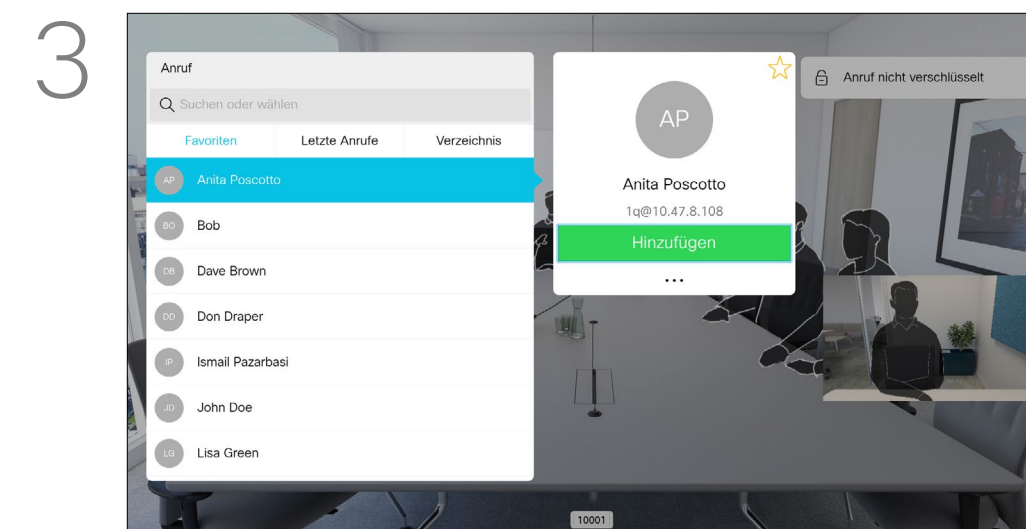 3
Anruf
Suchen oder wählen
Favoriten Letzte Anrufe Verzeichnis
AP Anita Poscotto
BO Bob
DB Dave Brown
DD Don Draper
IP Ismail Pazarbasi
JD John Doe
LG Lisa Green
AP
Anita Poscotto
1q@10.47.8.108
Hinzufügen
...
Anruf nicht verschlüsselt
10001